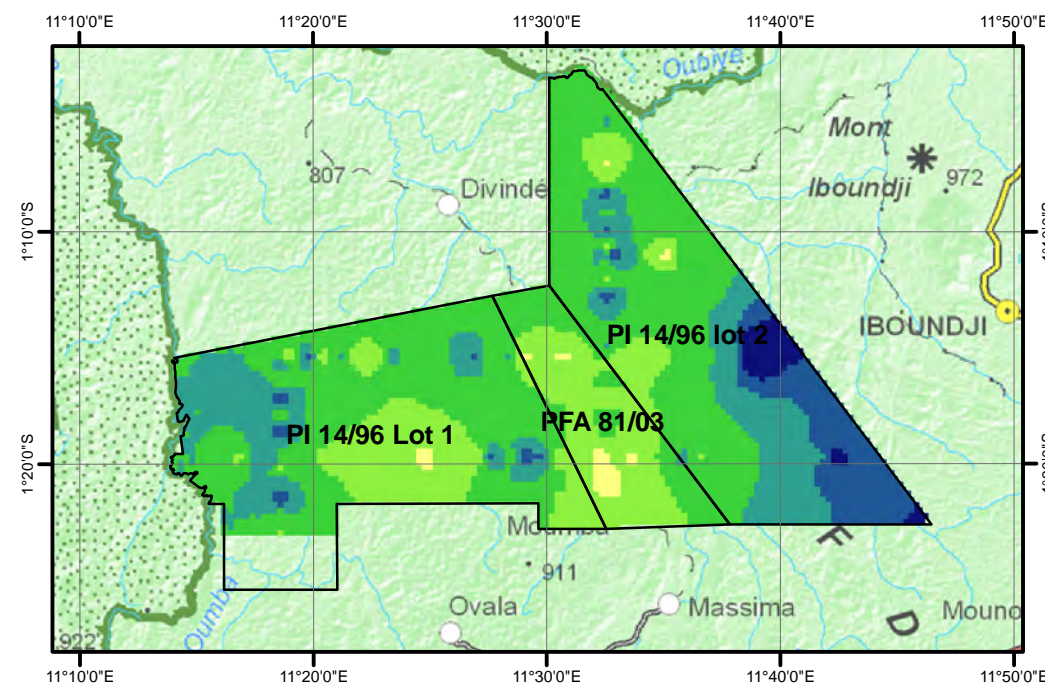 11°10'0"E 11°20'0"E 11°30'0"E 11°40'0"E 11°50'0"E
Oubiye
Mont
Iboundji
972
807
Divindé
1°10'0"S
IBOUNDJI
PI 14/96 lot 2
PFA 81/03
PI 14/96 Lot 1
1°20'0"S
Moumba
F
911
Ovala
Massima
Mouno
D
Oumba
922
11°10'0"E 11°20'0"E 11°30'0"E 11°40'0"E 11°50'0"E